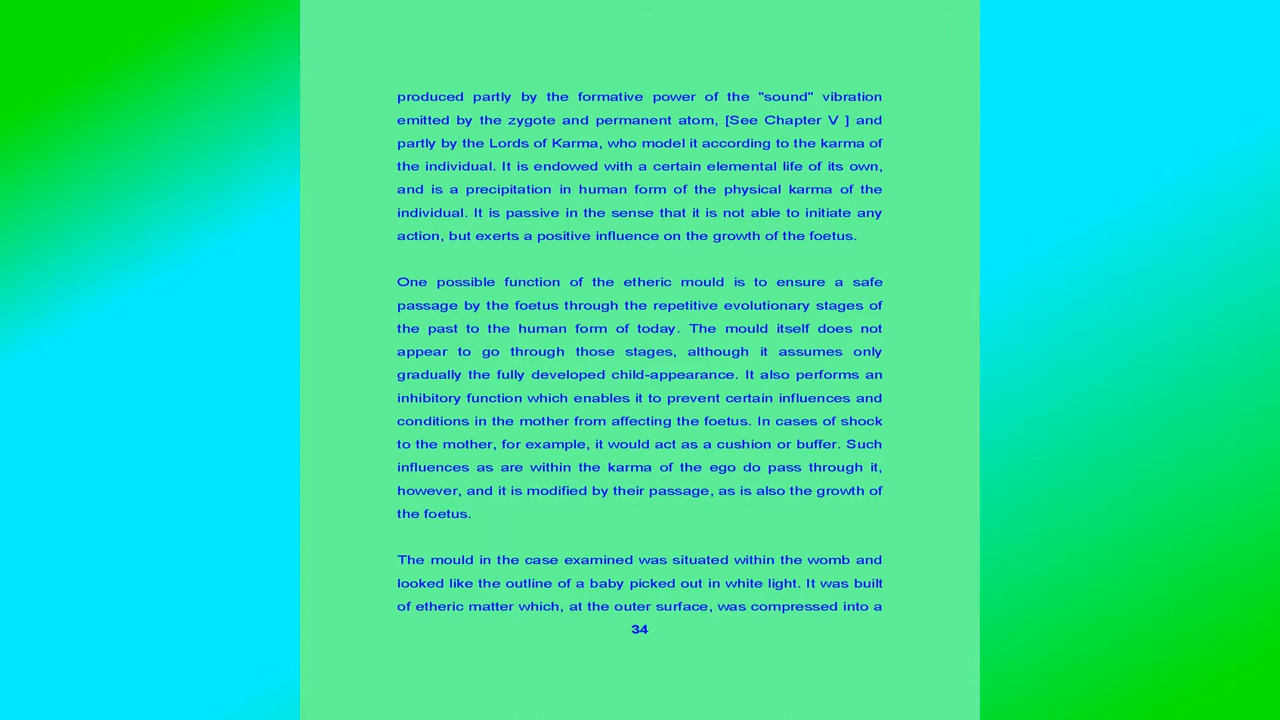 produced partly by the formative power of the "sound" vibration
emitted by the zygote and permanent atom, [See Chapter V ] and
partly by the Lords of Karma, who model it according to the karma of
the individual. It is endowed with a certain elemental life of its own,
and is a precipitation in human form of the physical karma of the
individual. It is passive in the sense that it is not able to initiate any
action, but exerts a positive influence on the growth of the foetus.
One possible function of the etheric mould is to ensure a safe
passage by the foetus through the repetitive evolutionary stages of
the past to the human form of today. The mould itself does not
appear to go through those stages, although it assumes only
gradually the fully developed child-appearance. It also performs an
inhibitory function which enables it to prevent certain influences and
conditions in the mother from affecting the foetus. In cases of shock
to the mother, for example, it would act as a cushion or buffer. Such
influences as are within the karma of the ego do pass through it,
however, and it is modified by their passage, as is also the growth of
the foetus.
The mould in the case examined was situated within the womb and
looked like the outline of a baby picked out in white light. It was built
of etheric matter which, at the outer surface, was compressed into a
34